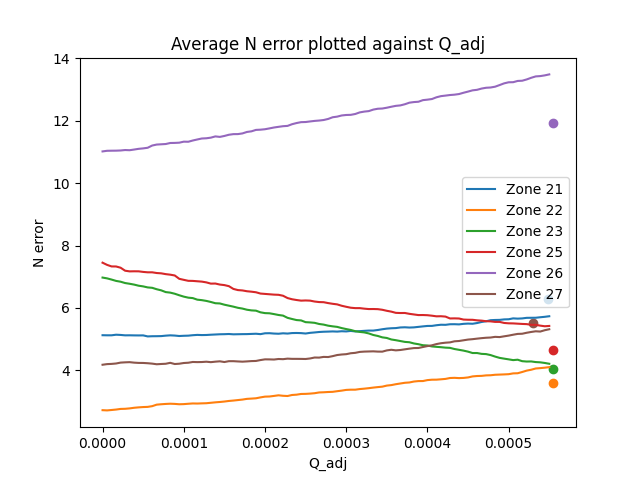 Average N error plotted against Q_adj
14
12
10
8
6
4
N error
Zone 21
Zone 22
Zone 23
Zone 25
Zone 26
Zone 27
0.0000 0.0001 0.0002 0.0003 0.0004 0.0005
Q_adj